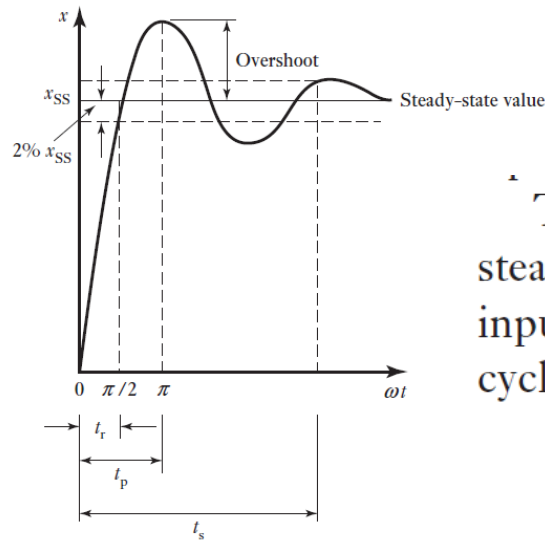 x
Overshoot
x_SS
Steady-state value
2% x_SS
stea
inpu
cycl
0 π/2 π ωt
t_r
t_p
t_s